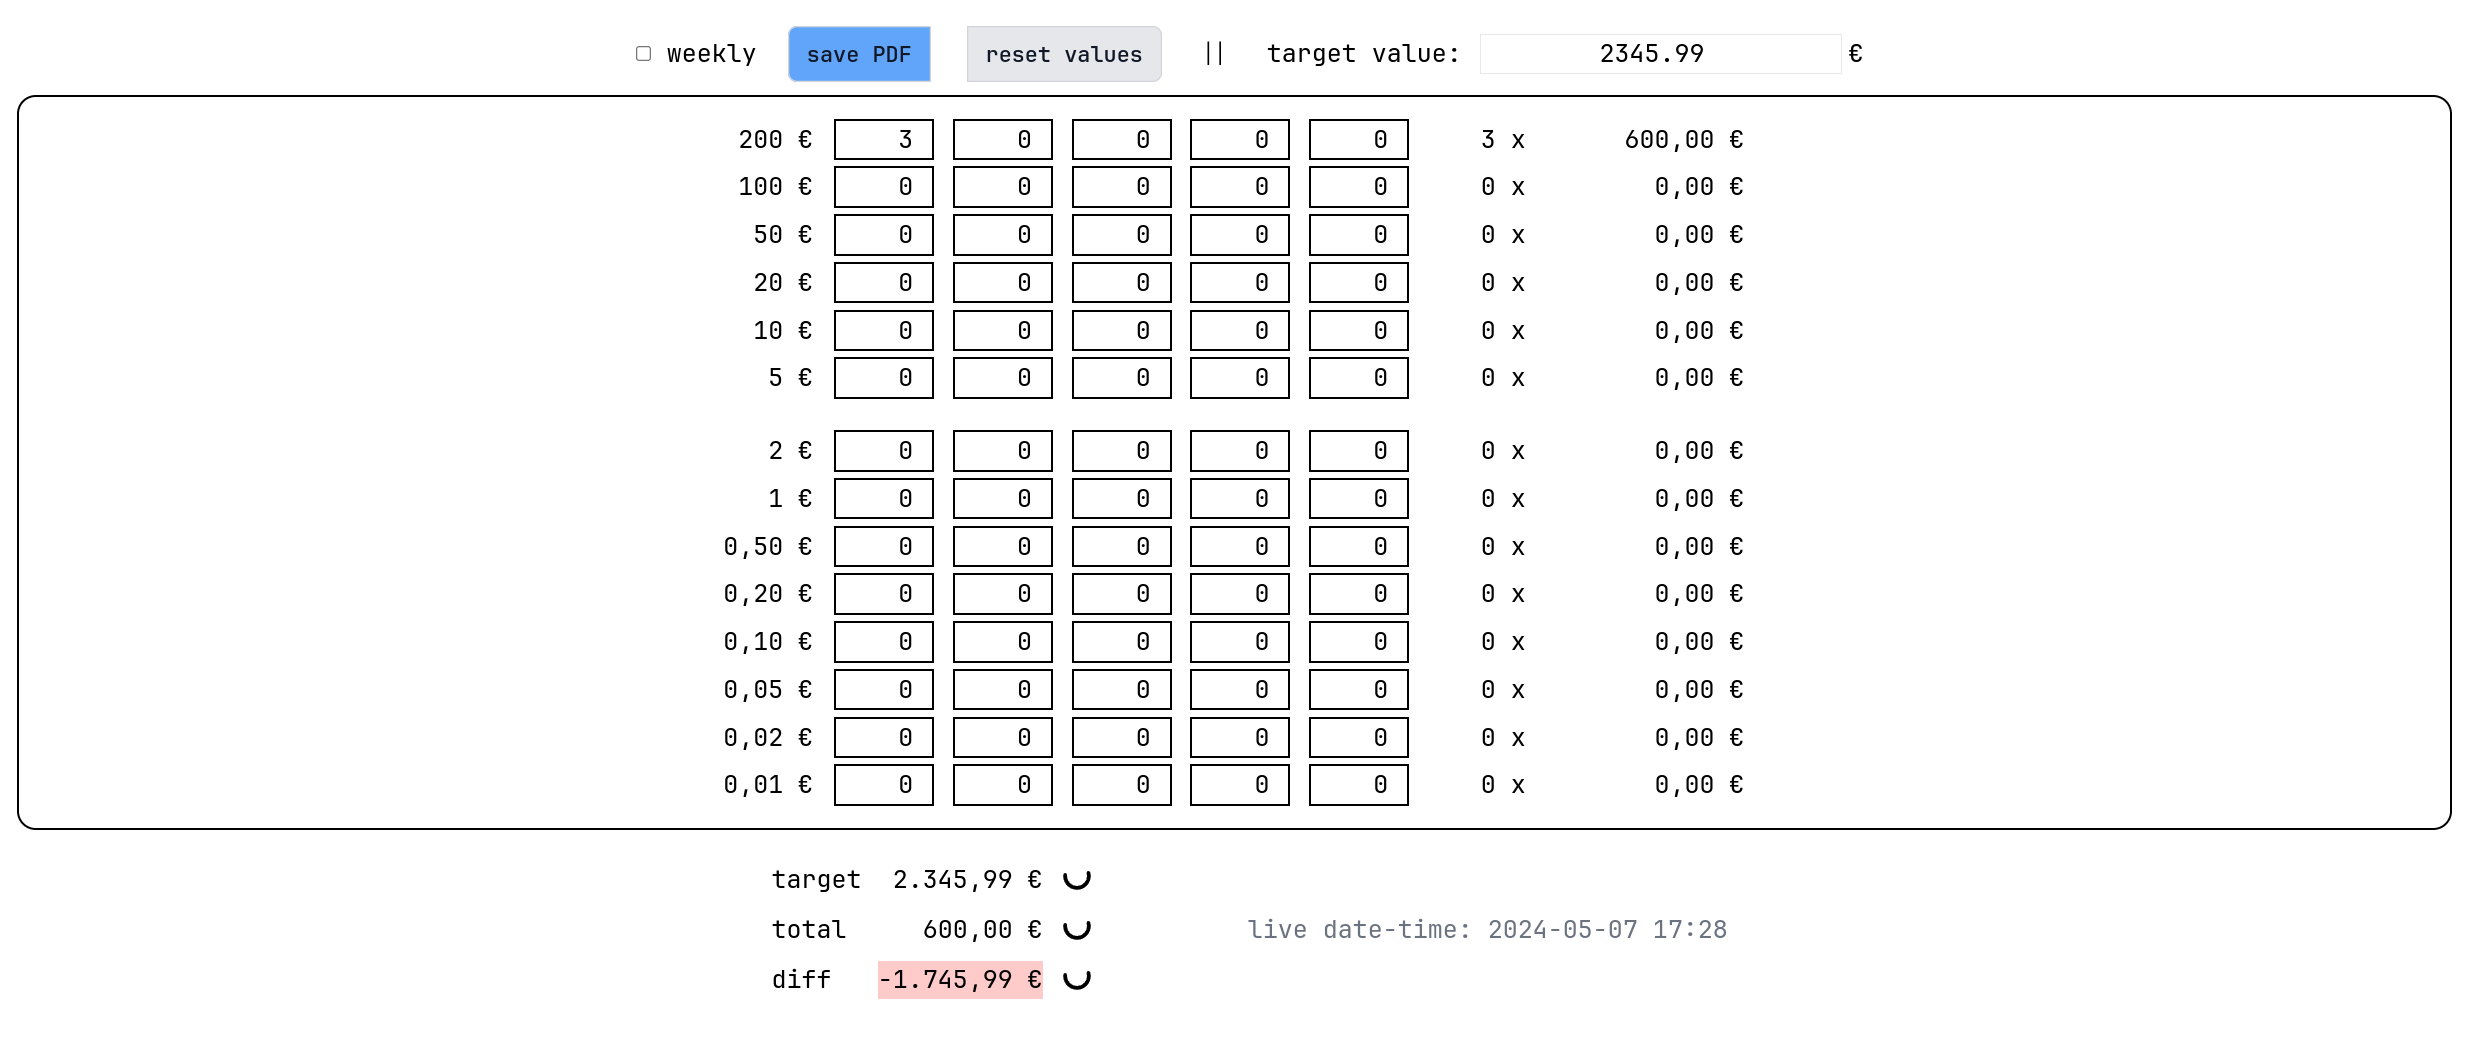 weekly save PDF reset values || target value: 2345.99 €
200 € 3 0 0 0 0 3 x 600,00 €
100 € 0 0 0 0 0 0 x 0,00 €
50 € 0 0 0 0 0 0 x 0,00 €
20 € 0 0 0 0 0 0 x 0,00 €
10 € 0 0 0 0 0 0 x 0,00 €
5 € 0 0 0 0 0 0 x 0,00 €
2 € 0 0 0 0 0 0 x 0,00 €
1 € 0 0 0 0 0 0 x 0,00 €
0,50 € 0 0 0 0 0 0 x 0,00 €
0,20 € 0 0 0 0 0 0 x 0,00 €
0,10 € 0 0 0 0 0 0 x 0,00 €
0,05 € 0 0 0 0 0 0 x 0,00 €
0,02 € 0 0 0 0 0 0 x 0,00 €
0,01 € 0 0 0 0 0 0 x 0,00 €
target 2.345,99 €
total 600,00 € live date-time: 2024-05-07 17:28
diff -1.745,99 €